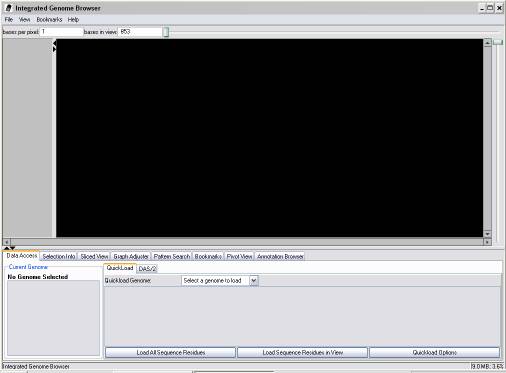 Integrated Genome Browser
File View Bookmarks Help
bases per pixel: 1 bases in view: 853
Data Access Selection Info Sliced View Graph Adjuster Pattern Search Bookmarks Pivot View Annotation Browser
Current Genome
No Genome Selected
QuickLoad DAS/2
Quickload Genome: Select a genome to load
Load All Sequence Residues Load Sequence Residues in View Quickload Options
Integrated Genome Browser 9.0 MB, 3.6%